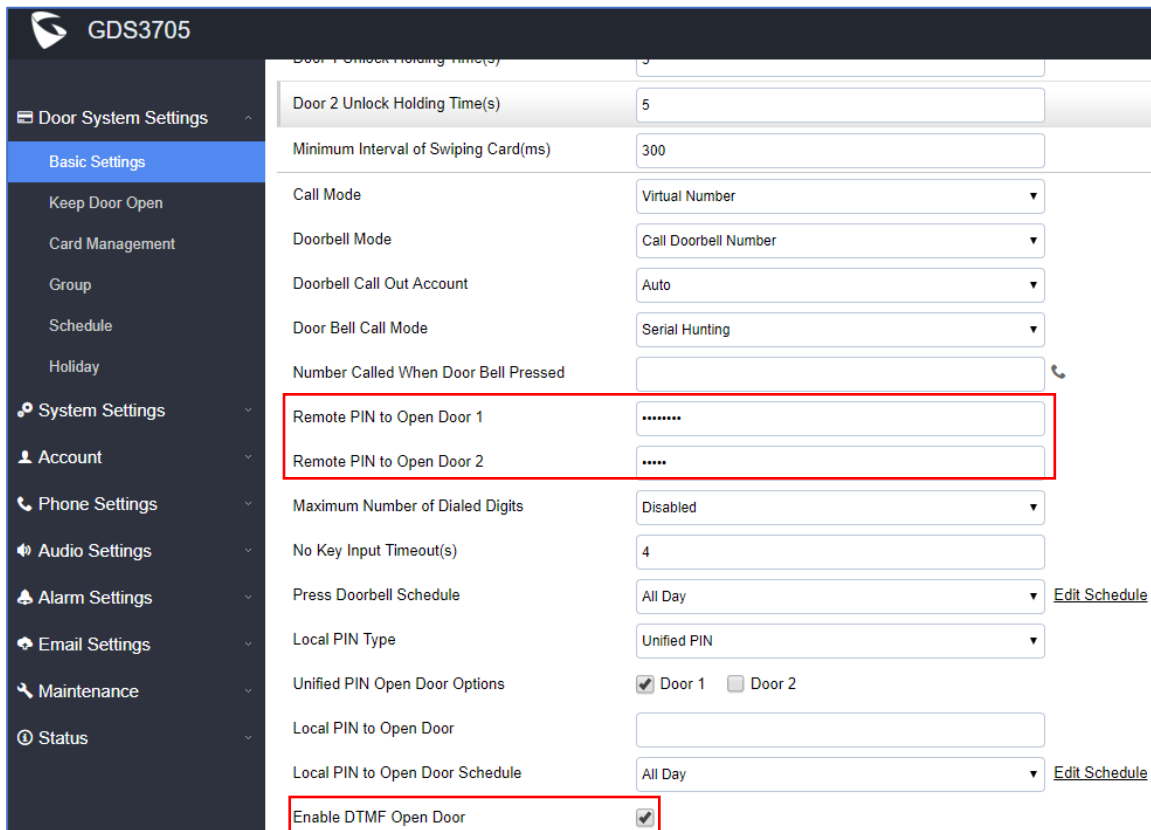 GDS3705
Door System Settings
Basic Settings
Keep Door Open
Card Management
Group
Schedule
Holiday
System Settings
Account
Phone Settings
Audio Settings
Alarm Settings
Email Settings
Maintenance
Status
Door 1 Unlock Holding Time(s) 5
Door 2 Unlock Holding Time(s) 5
Minimum Interval of Swiping Card(ms) 300
Call Mode Virtual Number
Doorbell Mode Call Doorbell Number
Doorbell Call Out Account Auto
Door Bell Call Mode Serial Hunting
Number Called When Door Bell Pressed
Remote PIN to Open Door 1 ••••••••
Remote PIN to Open Door 2 •••••
Maximum Number of Dialed Digits Disabled
No Key Input Timeout(s) 4
Press Doorbell Schedule All Day Edit Schedule
Local PIN Type Unified PIN
Unified PIN Open Door Options Door 1 Door 2
Local PIN to Open Door
Local PIN to Open Door Schedule All Day Edit Schedule
Enable DTMF Open Door